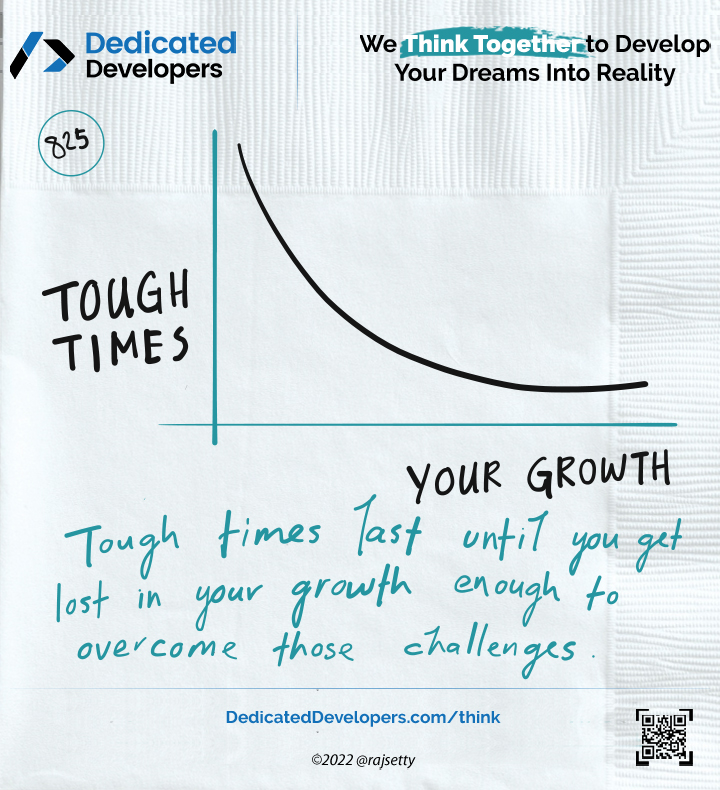 Dedicated
Developers
We Think Together to Develop
Your Dreams Into Reality
825
TOUGH
TIMES
YOUR GROWTH
Tough times last until you get
lost in your growth enough to
overcome those challenges.
DedicatedDevelopers.com/think
©2022 @rajsetty